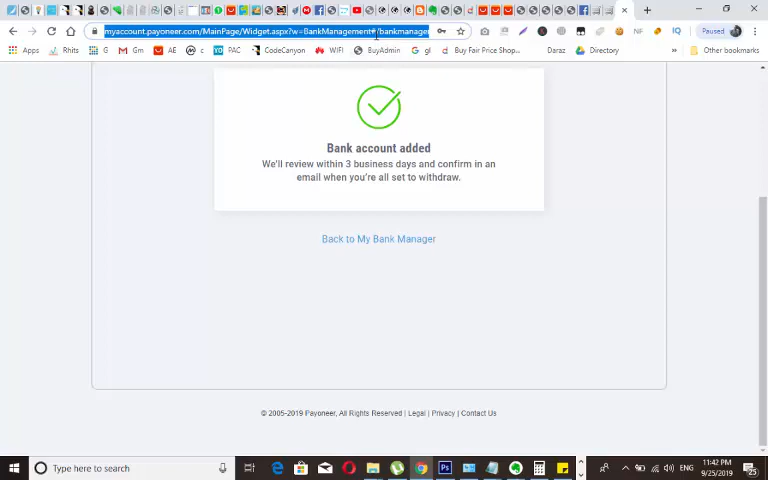 myaccount.payoneer.com/MainPage/Widget.aspx?w=BankManagement#/bankmanager
Paused
Apps
Rhits
G
Gm
AE
c
PAC
CodeCanyon
WIFI
BuyAdmin
gl
Buy Fair Price Shop...
Daraz
Directory
»
Other bookmarks
Bank account added
We'll review within 3 business days and confirm in an
email when you're all set to withdraw.
Back to My Bank Manager
© 2005-2019 Payoneer, All Rights Reserved | Legal | Privacy | Contact Us
Type here to search
ENG
11:42 PM
9/25/2019
25